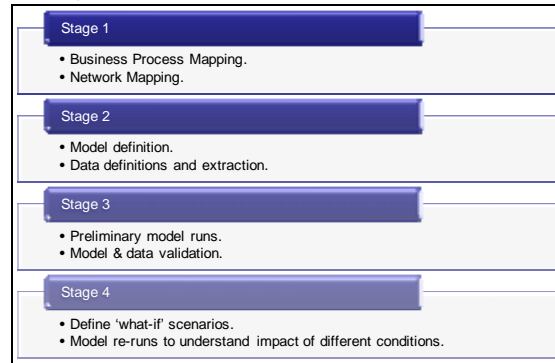 Stage 1
• Business Process Mapping.
• Network Mapping.
Stage 2
• Model definition.
• Data definitions and extraction.
Stage 3
• Preliminary model runs.
• Model & data validation.
Stage 4
• Define ‘what-if’ scenarios.
• Model re-runs to understand impact of different conditions.